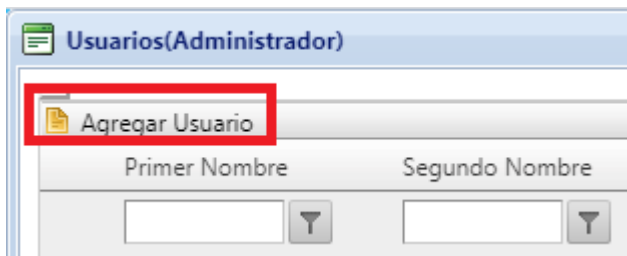 Usuarios(Administrador)
Agregar Usuario
Primer Nombre Segundo Nombre